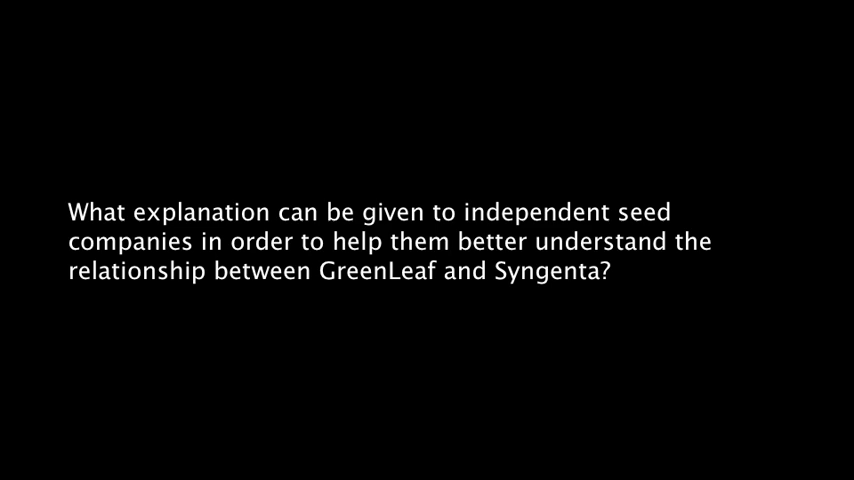 What explanation can be given to independent seed
companies in order to help them better understand the
relationship between GreenLeaf and Syngenta?